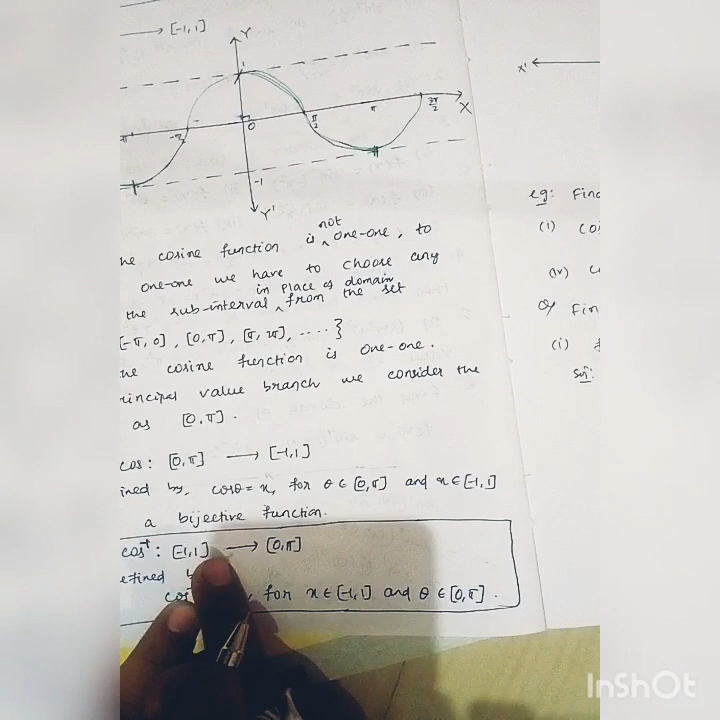 → [-1,1]
Y
1
-π -π/2 0 π/2 π 3π/2 X
-1
Y'
he cosine function is not one-one, to
one-one we have to choose any
the sub-interval in place of domain from the set
[-π, 0], [0,π], [π, 2π], .....}
he cosine function is one-one.
rincipal value branch we consider the
as [0,π].
cos: [0,π] → [-1,1]
ined by, cosθ = x, for θ ∈ [0,π] and x ∈ [-1,1]
a bijective function.
cos⁻¹: [-1,1] → [0,π]
efined
cos , for x ∈ [-1,1] and θ ∈ [0,π].
X'
eg: Find
(i) co
(iv) c
Q/ Fin
(i)
Sol:
InShOt